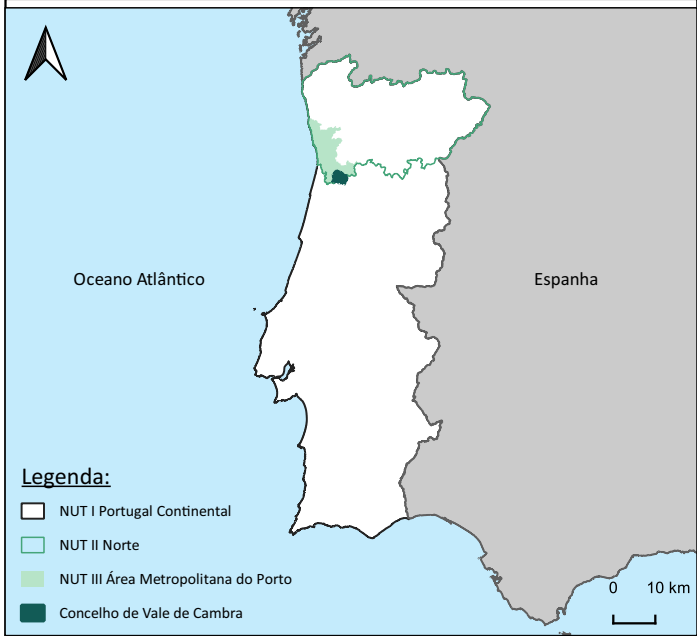 Oceano Atlântico
Espanha
Legenda:
NUT I Portugal Continental
NUT II Norte
NUT III Área Metropolitana do Porto
Concelho de Vale de Cambra
0 10 km